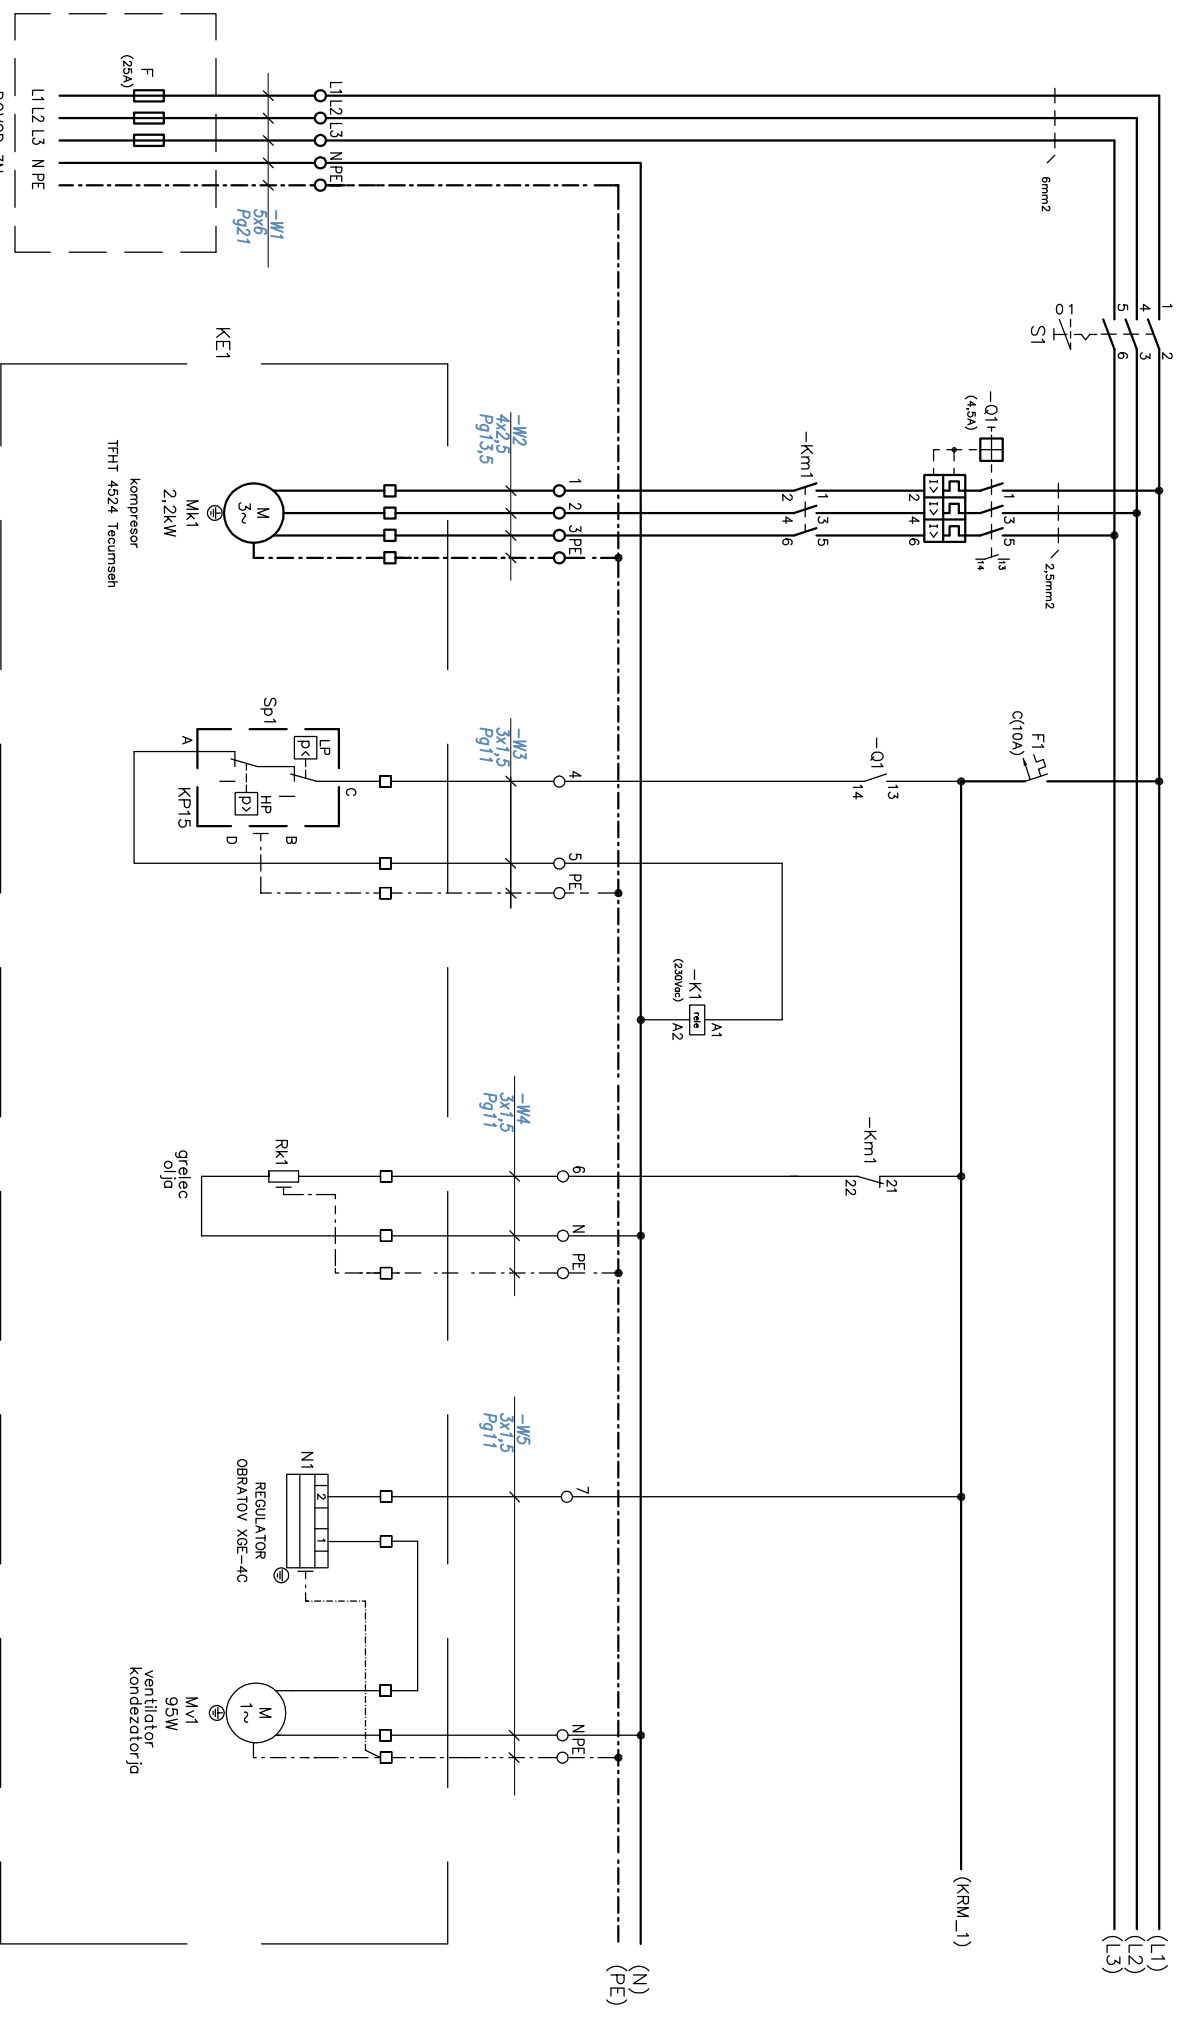 F
(25A)
L1 L2 L3 N PE
L1 L2 L3 N PE
-W1
5x6
Pg21
6mm2
1 2
4 3
5 6
0 1
S1
(L1)
(L2)
(L3)
(KRM_1)
(N)
(PE)
KE1
-Q1
(4,5A)
1 3 5
13
14
I> I> I>
2 4 6
2,5mm2
-Km1
1 3 5
2 4 6
1 2 3 PE
-W2
4x2,5
Pg13,5
M
3~
Mk1
2,2kW
kompresor
TFHT 4524 Tecumseh
F1
C(10A)
-Q1
13
14
4
5
PE
-W3
3x1,5
Pg11
Sp1
LP
p<
HP
p>
KP15
A
C
B
D
-K1
(230Vac)
rele
A1
A2
-Km1
21
22
6
N
PE
-W4
3x1,5
Pg11
Rk1
grelec
olja
7
-W5
3x1,5
Pg11
N1
2
1
REGULATOR
OBRATOV XGE-4C
N PE
M
1~
Mv1
95W
ventilator
kondezatorja